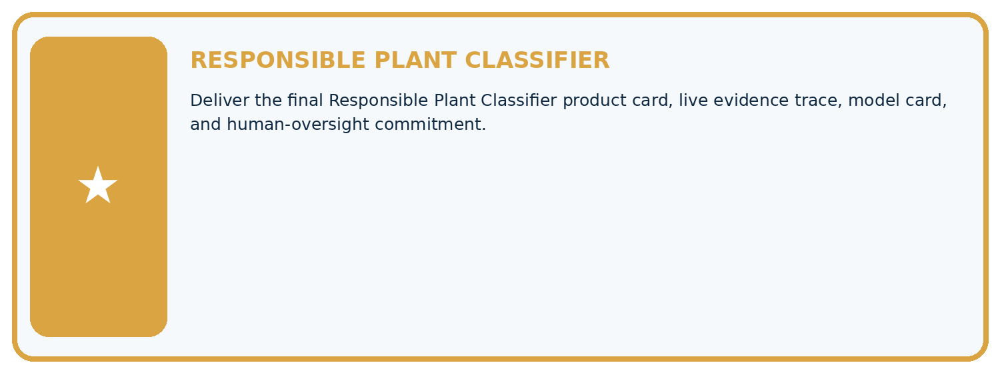 RESPONSIBLE PLANT CLASSIFIER
Deliver the final Responsible Plant Classifier product card, live evidence trace, model card,
and human-oversight commitment.